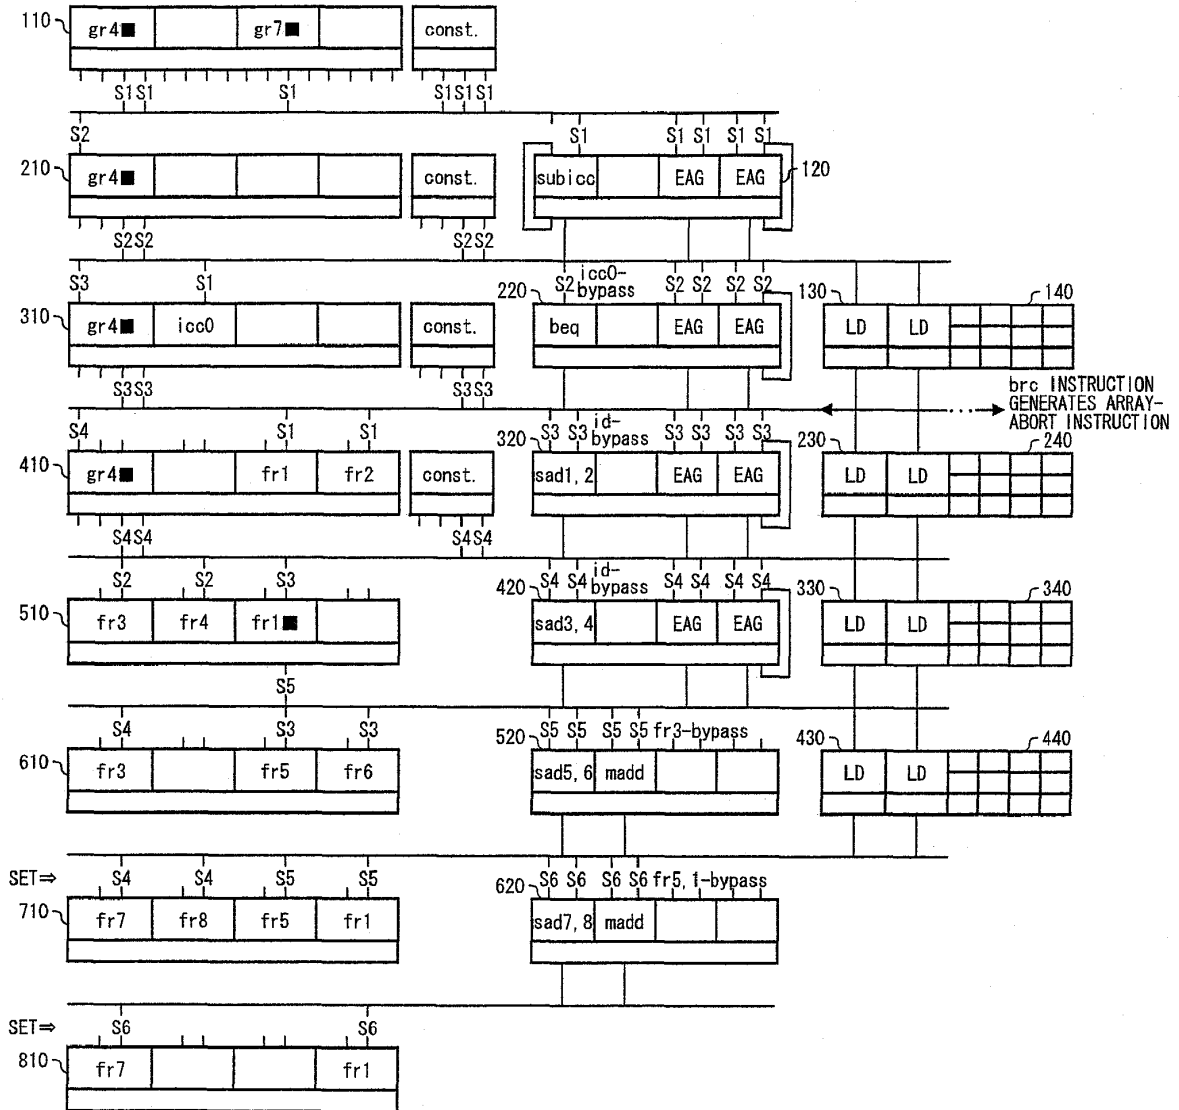 110 gr4■ gr7■ const.
S1 S1 S1 S1 S1 S1
S2 S1 S1 S1 S1 S1
210 gr4■ const. subicc EAG EAG 120
S2 S2 S2 S2
S3 S1 S2 icc0-bypass S2 S2 S2 S2
310 gr4■ icc0 const. 220 beq EAG EAG 130 LD LD 140
S3 S3 S3 S3
brc INSTRUCTION
GENERATES ARRAY-
ABORT INSTRUCTION
S4 S1 S1 S3 S3 id-bypass S3 S3 S3 S3
410 gr4■ fr1 fr2 const. 320 sad1, 2 EAG EAG 230 LD LD 240
S4 S4 S4 S4
S2 S2 S3 S4 S4 id-bypass S4 S4 S4 S4
510 fr3 fr4 fr1■ 420 sad3, 4 EAG EAG 330 LD LD 340
S5
S4 S3 S3 S5 S5 S5 S5 fr3-bypass
610 fr3 fr5 fr6 520 sad5, 6 madd 430 LD LD 440
SET⇒ S4 S4 S5 S5 S6 S6 S6 S6 fr5, 1-bypass
710 fr7 fr8 fr5 fr1 620 sad7, 8 madd
SET⇒ S6 S6
810 fr7 fr1